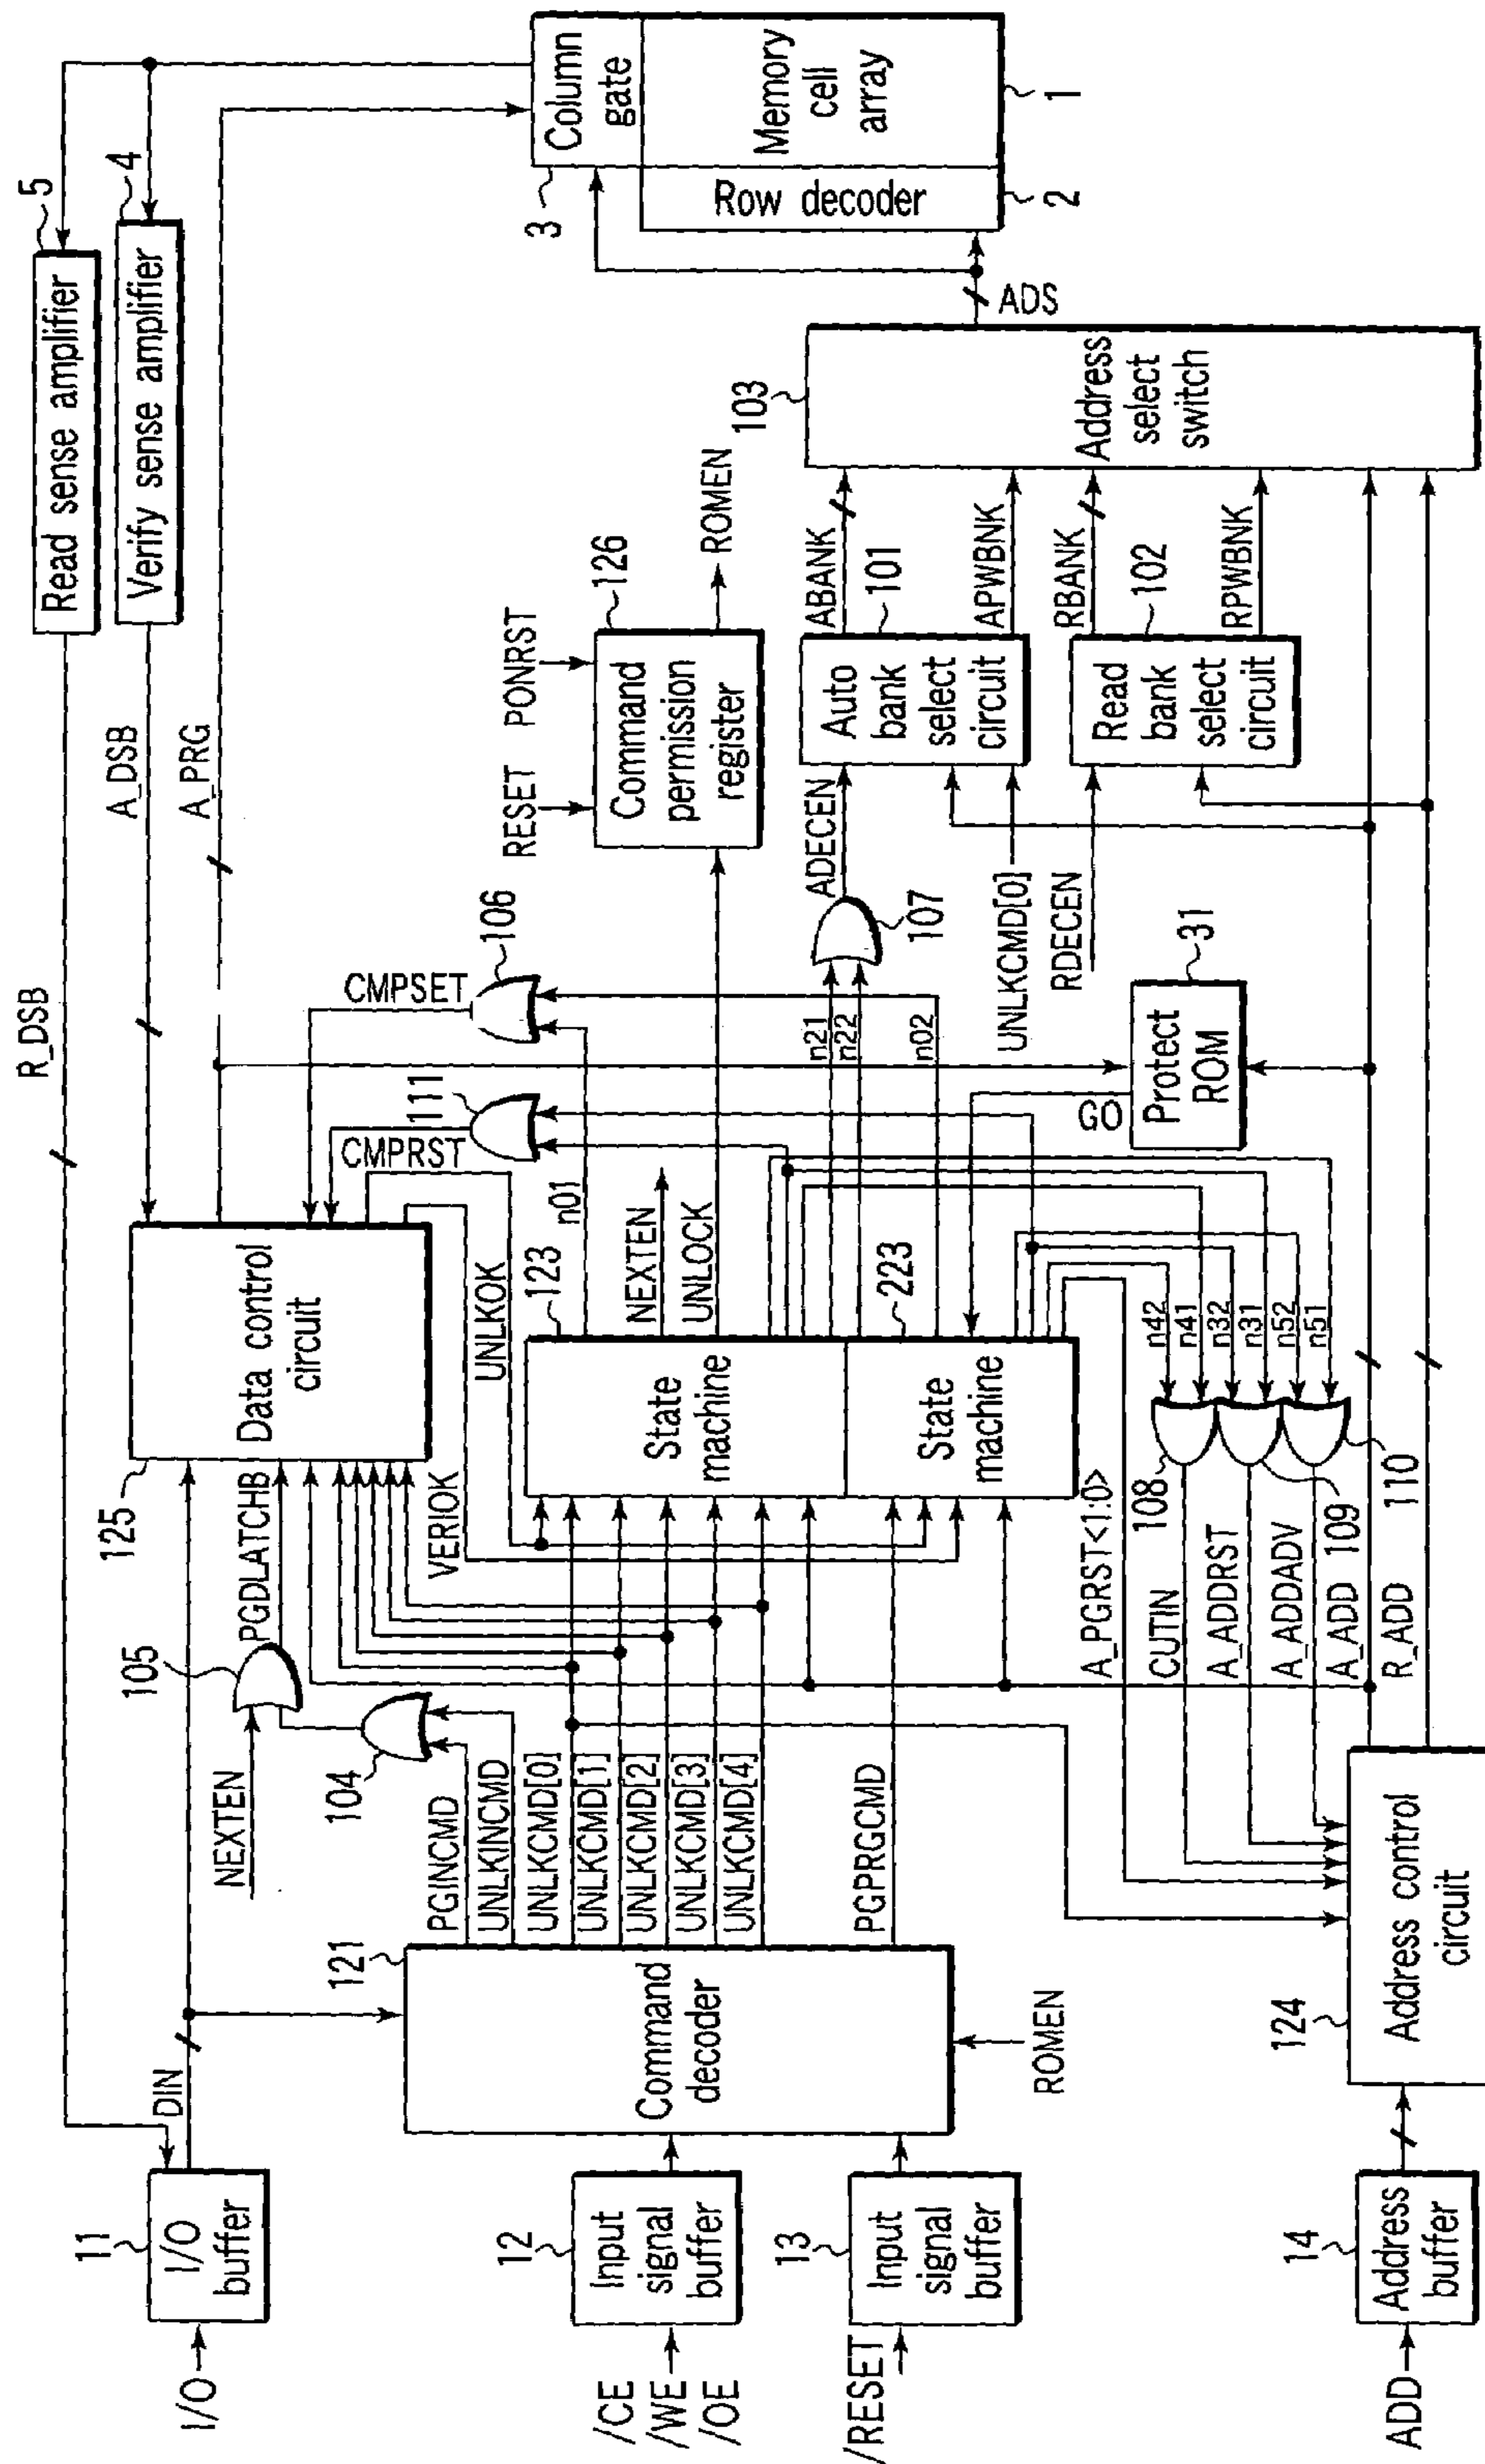 I/O
11
I/O
buffer
DIN
R_DSB
5
Read sense amplifier
4
Verify sense amplifier
A_DSB
A_PRG
3
Column
gate
Memory
cell
array
1
Row decoder
2
ADS
125
Data control
circuit
PGDLATCHB
105
NEXTEN
104
VERIOK
UNLKOK
CMPSET
106
CMPRST
111
n01
RESET
PONRST
126
Command
permission
register
ROMEN
103
Address
select
switch
/CE
/WE
/OE
12
Input
signal
buffer
/RESET
13
Input
signal
buffer
121
Command
decoder
ROMEN
PGINCMD
UNLKINCMD
UNLKCMD[0]
UNLKCMD[1]
UNLKCMD[2]
UNLKCMD[3]
UNLKCMD[4]
PGPRGCMD
State
machine
State
machine
123
NEXTEN
UNLOCK
223
n21
n22
n02
ADECEN
107
UNLKCMD[0]
RDECEN
Auto
bank
select
circuit
101
ABANK
APWBNK
Read
bank
select
circuit
102
RBANK
RPWBNK
GO
Protect
ROM
31
n42
n41
n32
n31
n52
n51
108
109
110
A_PGRST<1:0>
CUTIN
A_ADDRST
A_ADDADV
A_ADD
R_ADD
ADD
14
Address
buffer
124
Address control
circuit